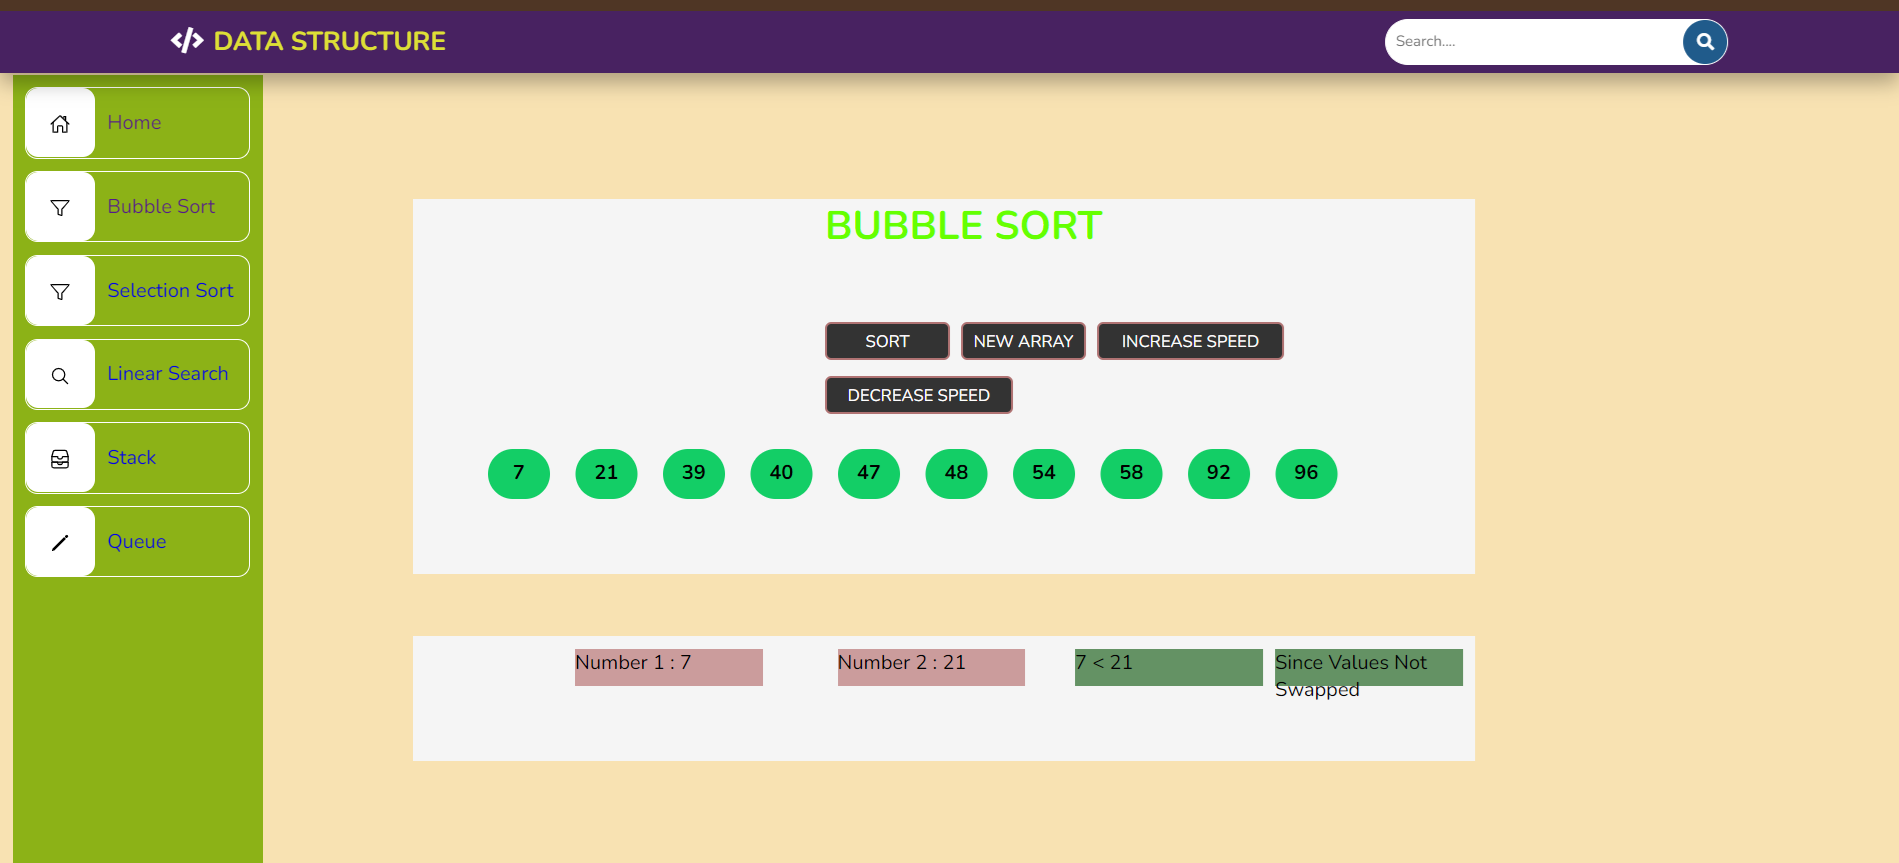 DATA STRUCTURE
Search....
Home
Bubble Sort
Selection Sort
Linear Search
Stack
Queue
BUBBLE SORT
SORT NEW ARRAY INCREASE SPEED
DECREASE SPEED
7 21 39 40 47 48 54 58 92 96
Number 1 : 7 Number 2 : 21 7 < 21 Since Values Not
Swapped